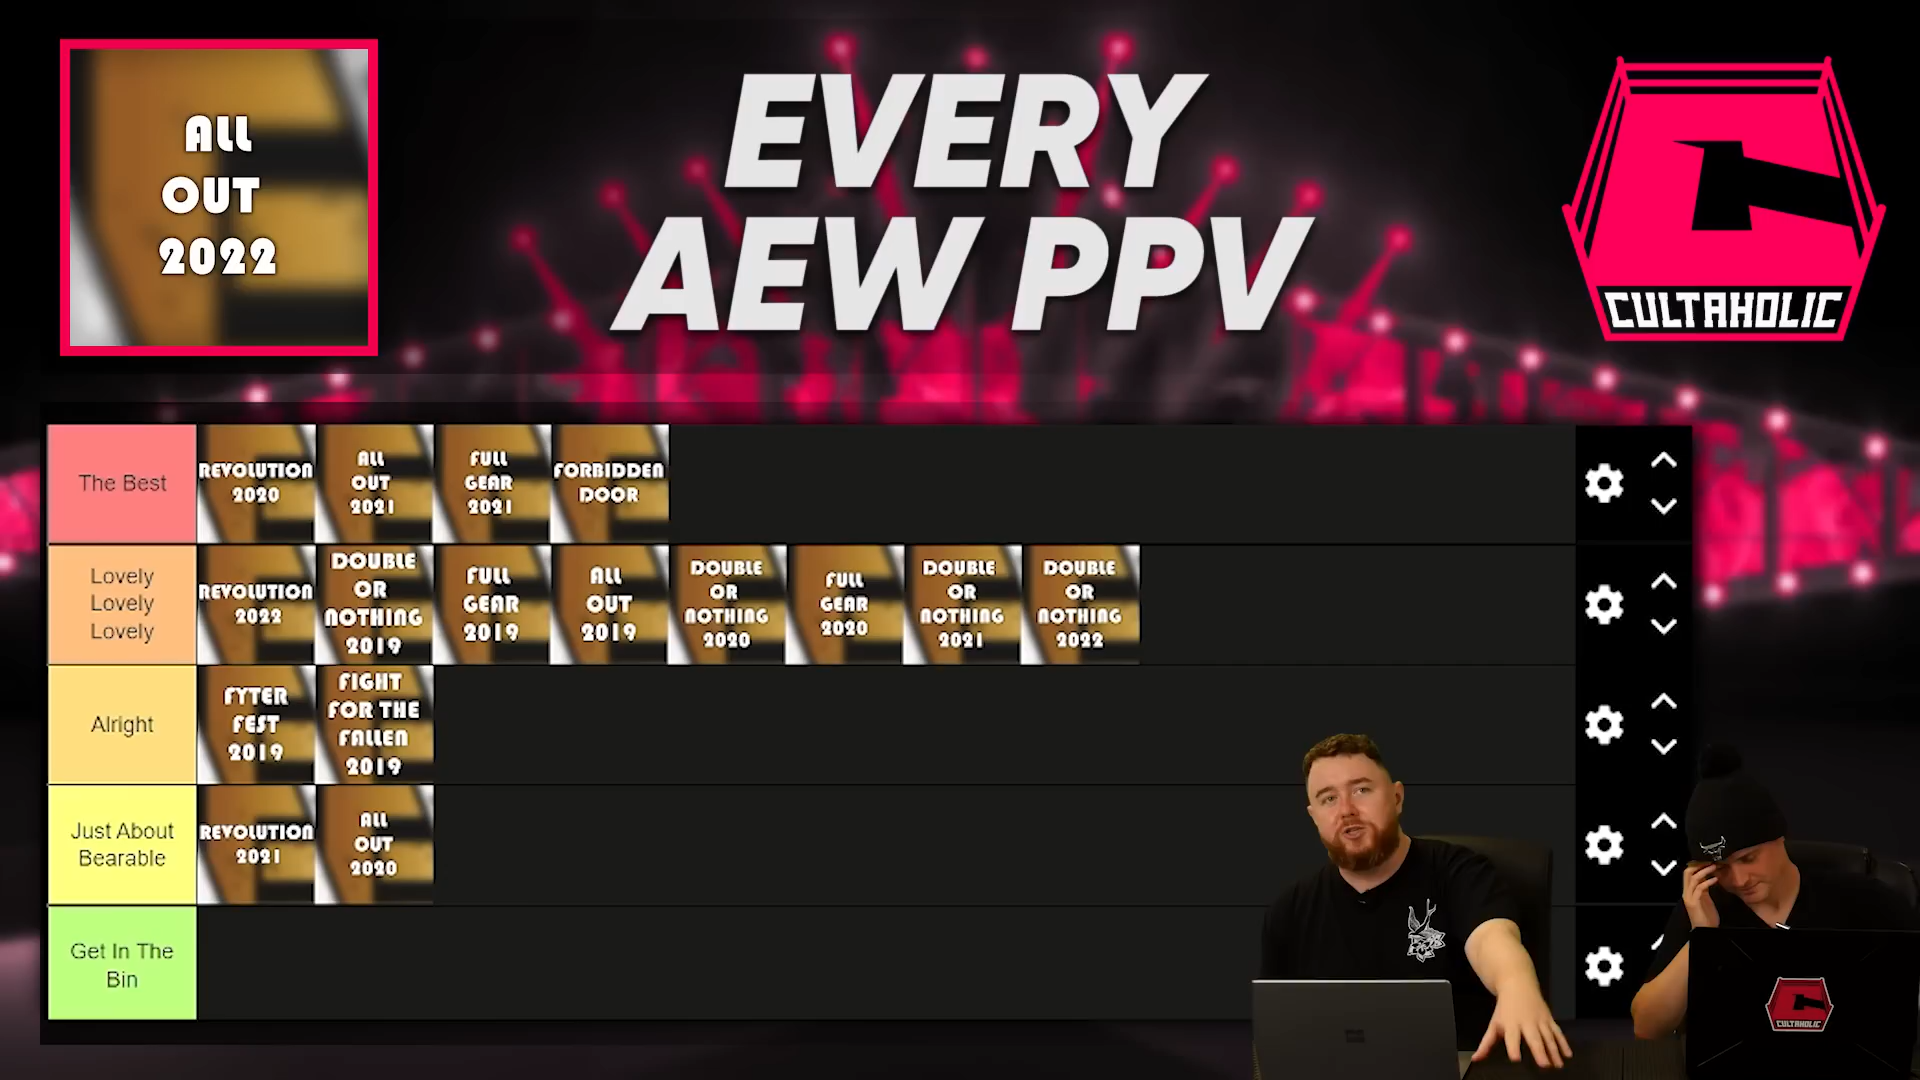 ALL
OUT
2022
EVERY
AEW PPV
CULTAHOLIC
The Best
REVOLUTION
2020
ALL
OUT
2021
FULL
GEAR
2021
FORBIDDEN
DOOR
Lovely
Lovely
Lovely
REVOLUTION
2022
DOUBLE
OR
NOTHING
2019
FULL
GEAR
2019
ALL
OUT
2019
DOUBLE
OR
NOTHING
2020
FULL
GEAR
2020
DOUBLE
OR
NOTHING
2021
DOUBLE
OR
NOTHING
2022
Alright
FYTER
FEST
2019
FIGHT
FOR THE
FALLEN
2019
Just About
Bearable
REVOLUTION
2021
ALL
OUT
2020
Get In The
Bin
CULTAHOLIC